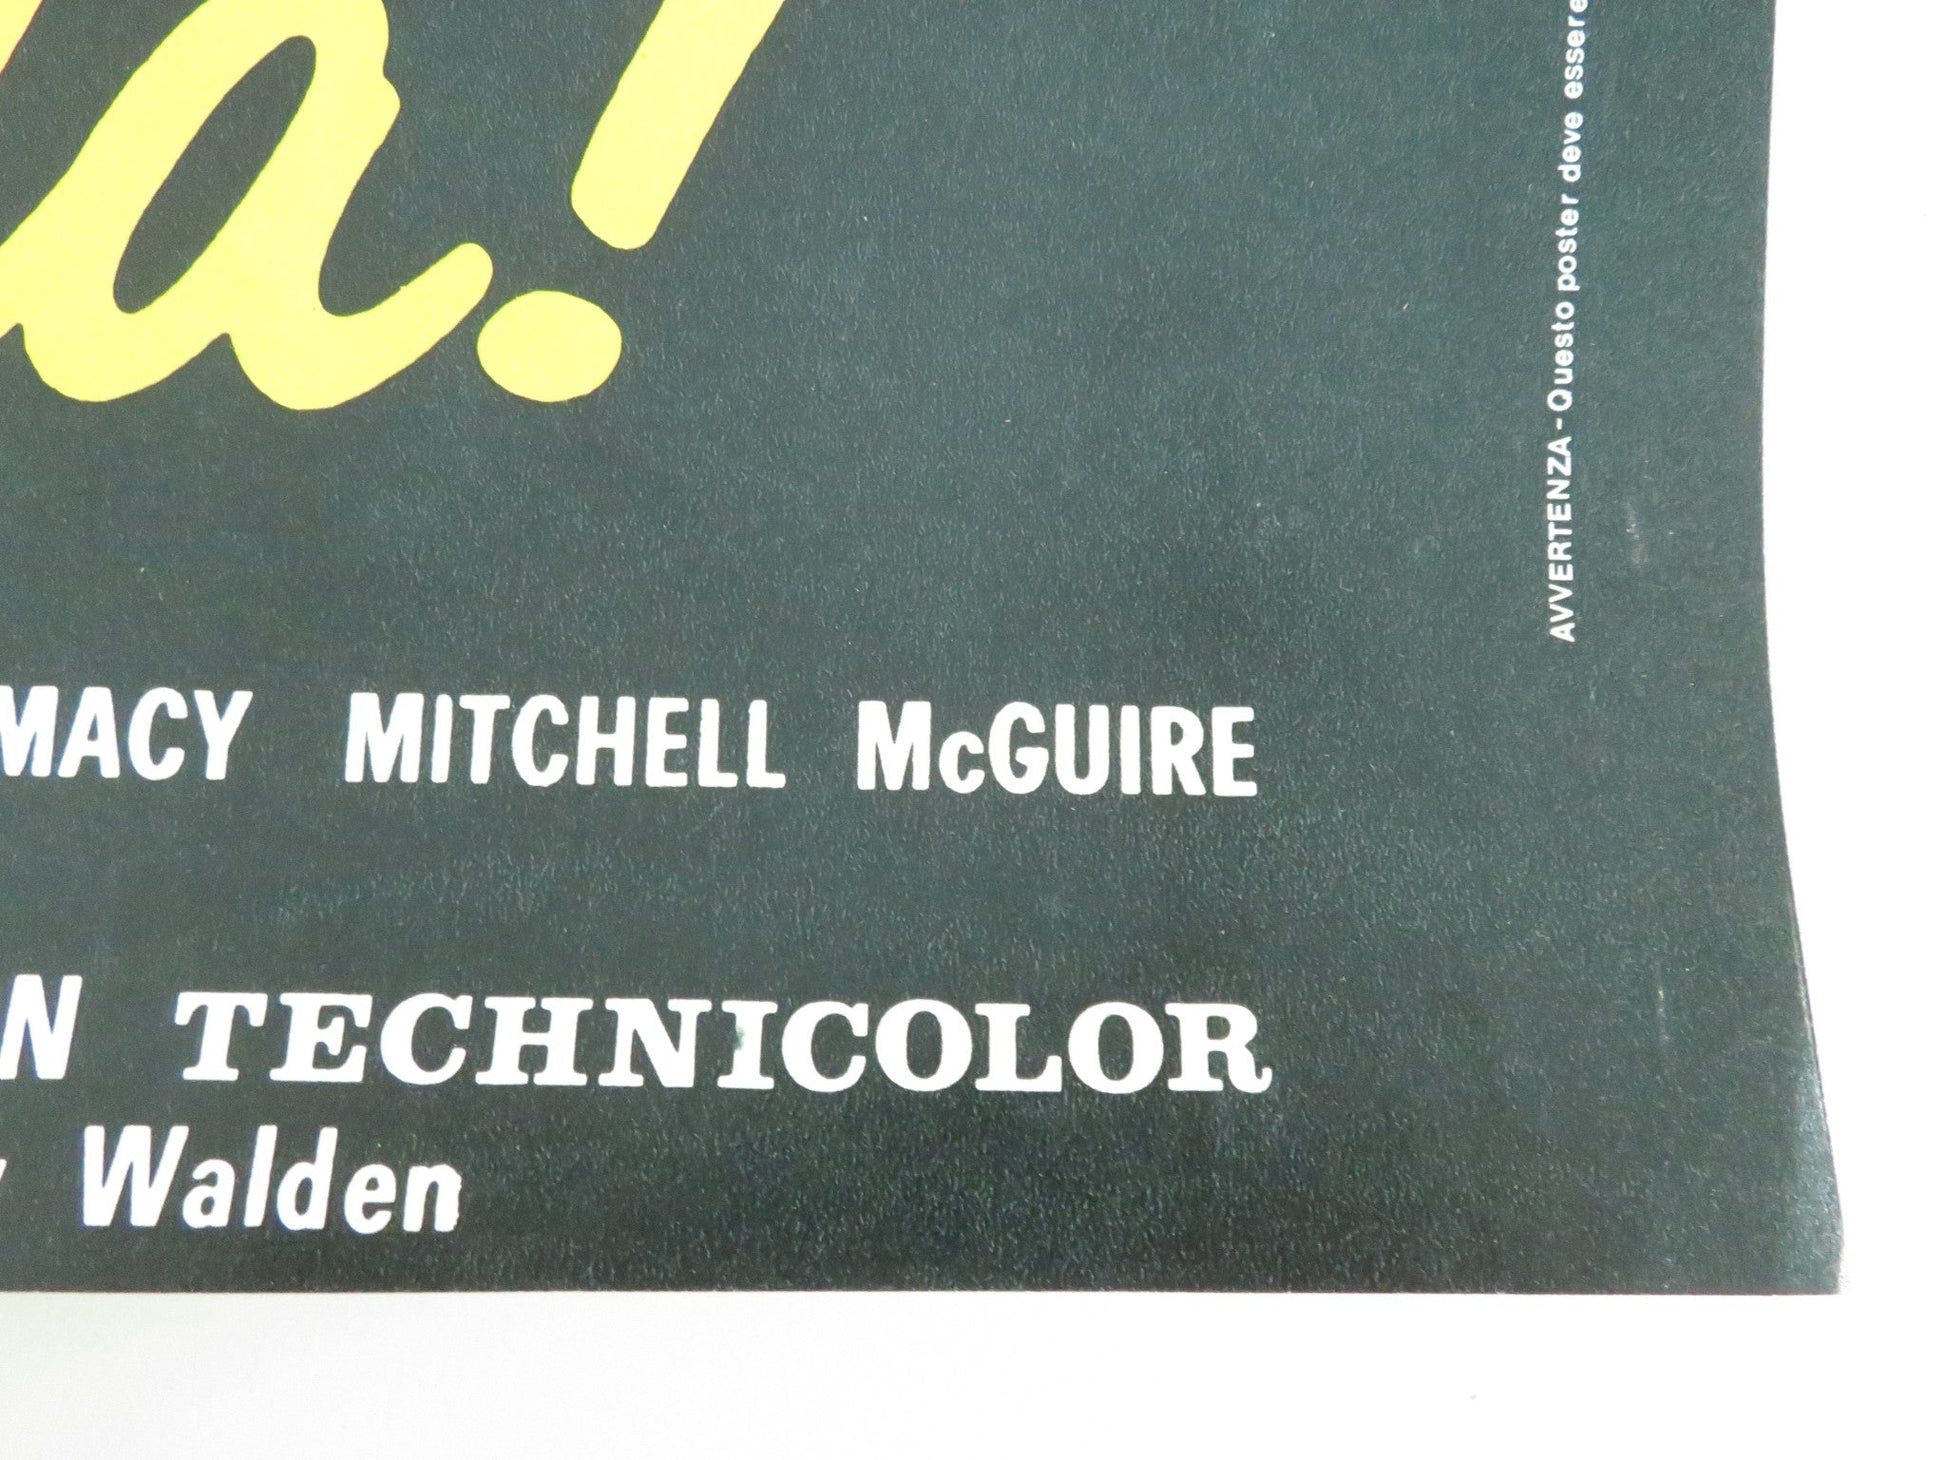 a!
MACY MITCHELL McGUIRE
N TECHNICOLOR
Walden
AVVERTENZA - Questo poster deve essere